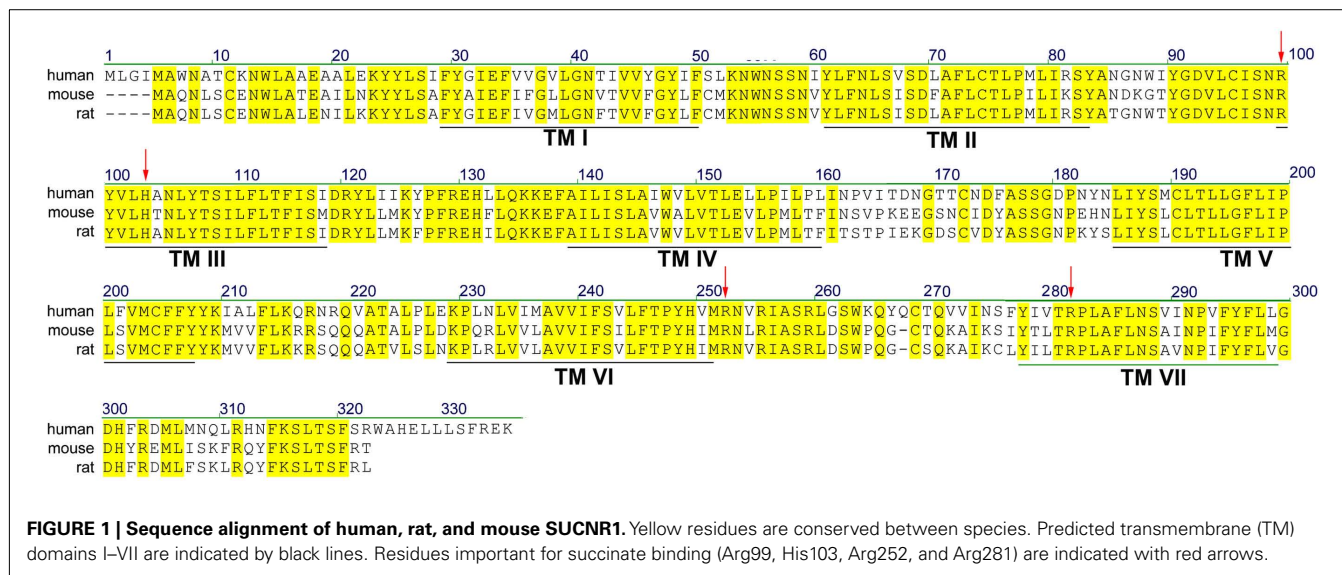 1 10 20 30 40 50 60 70 80 90 100
human MLGIMAWNATCKNWLAAEAALEKYYLSIFYGIEFVVGVLGNTIVVYGYIFSLKNWNSSNIYLFNLSVSDLAFLCTLPMLIRSYANGNWIYGDVLCISNR
mouse ----MAQNLSCENWLATEAILNKYYLSAFYAIEFIFGLLGNVTVVFGYLFCMKNWNSSNVYLFNLSISDFAFLCTLPILIKSYANDKGTYGDVLCISNR
rat ----MAQNLSCENWLALENILKKYYLSAFYGIEFIVGMLGNFTVVFGYLFCMKNWNSSNVYLFNLSISDLAFLCTLPMLIRSYATGNWTYGDVLCISNR
TM I TM II
100 110 120 130 140 150 160 170 180 190 200
human YVLHANLYTSILFLTFISIDRYLIIKYPFREHLLQKKEFAILISLAIWVLVTLELLPILPLINPVITDNGTTCNDFASSGDPNYNLIYSMCLTLLGFLIP
mouse YVLHTNLYTSILFLTFISMDRYLLMKYPFREHFLQKKEFAILISLAVWALVTLEVLPMLTFINSVPKEEGSNCIDYASSGNPEHNLIYSLCLTLLGFLIP
rat YVLHANLYTSILFLTFISIDRYLLMKFPFREHILQKKEFAILISLAVWVLVTLEVLPMLTFITSTPIEKGDSCVDYASSGNPKYSLIYSLCLTLLGFLIP
TM III TM IV TM V
200 210 220 230 240 250 260 270 280 290 300
human LFVMCFFYYKIALFLKQRNRQVATALPLEKPLNLVIMAVVIFSVLFTPYHVMRNVRIASRLGSWKQYQCTQVVINSFYIVTRPLAFLNSVINPVFYFLLG
mouse LSVMCFFYYKMVVFLKRRSQQQATALPLDKPQRLVVLAVVIFSILFTPYHIMRNLRIASRLDSWPQG-CTQKAIKSIYTLTRPLAFLNSAINPIFYFLMG
rat LSVMCFFYYKMVVFLKKRSQQQATVLSLNKPLRLVVLAVVIFSVLFTPYHIMRNVRIASRLDSWPQG-CSQKAIKCLYILTRPLAFLNSAVNPIFYFLVG
TM VI TM VII
300 310 320 330
human DHFRDMLMNQLRHNFKSLTSFSRWAHELLLSFREK
mouse DHYREMLISKFRQYFKSLTSFRT
rat DHFRDMLFSKLRQYFKSLTSFRL
FIGURE 1 | Sequence alignment of human, rat, and mouse SUCNR1. Yellow residues are conserved between species. Predicted transmembrane (TM)
domains I–VII are indicated by black lines. Residues important for succinate binding (Arg99, His103, Arg252, and Arg281) are indicated with red arrows.